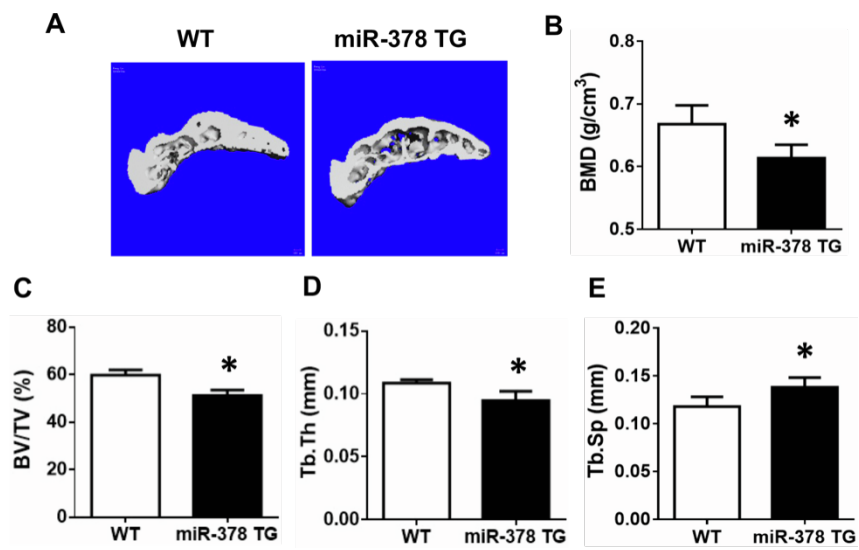 A
WT
miR-378 TG
B
BMD (g/cm³)
0.8
0.7
0.6
0.5
*
WT
miR-378 TG
C
BV/TV (%)
80
60
40
20
0
*
WT
miR-378 TG
D
Tb.Th (mm)
0.15
0.10
0.05
0.00
*
WT
miR-378 TG
E
Tb.Sp (mm)
0.20
0.15
0.10
0.05
0.00
*
WT
miR-378 TG